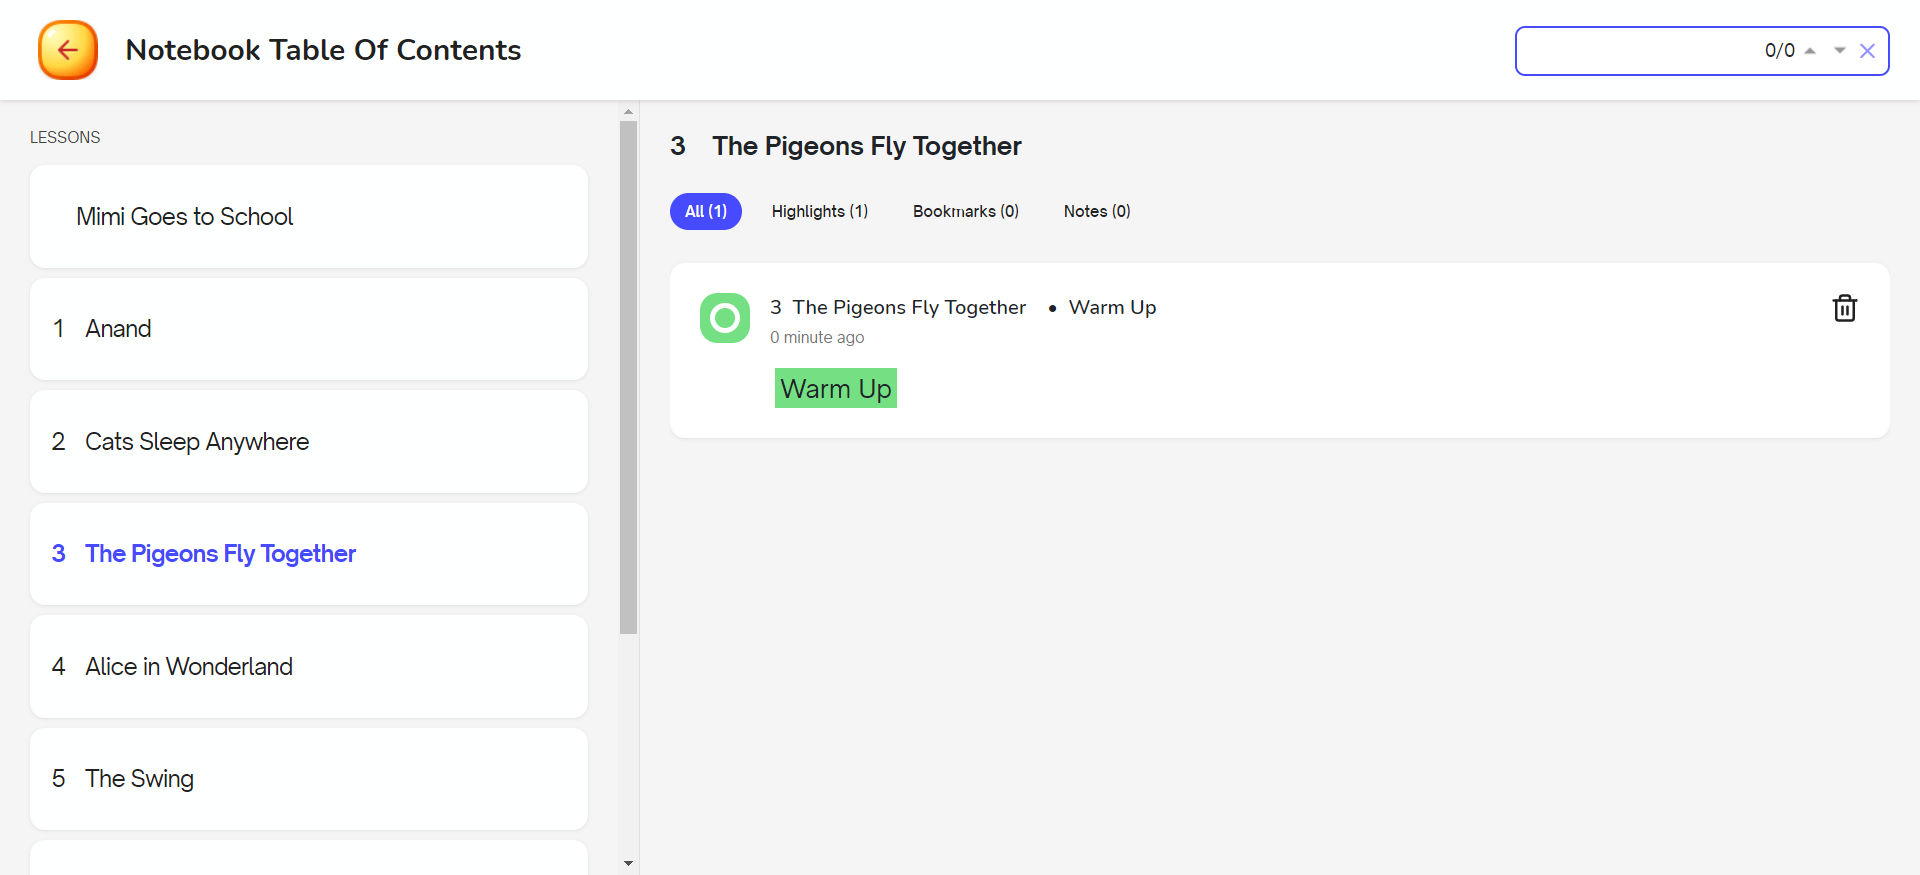 Notebook Table Of Contents
0/0
LESSONS
Mimi Goes to School
1 Anand
2 Cats Sleep Anywhere
3 The Pigeons Fly Together
4 Alice in Wonderland
5 The Swing
3 The Pigeons Fly Together
All (1) Highlights (1) Bookmarks (0) Notes (0)
3 The Pigeons Fly Together • Warm Up
0 minute ago
Warm Up